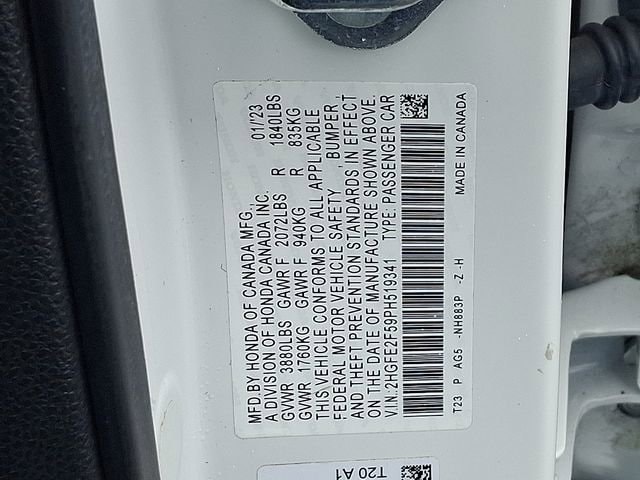 MFD.BY HONDA OF CANADA MFG., 01/'23
A DIVISION OF HONDA CANADA INC.
GVWR 3880LBS GAWR F 2072LBS R 1840LBS
GVWR 1760KG GAWR F 940KG R 835KG
THIS VEHICLE CONFORMS TO ALL APPLICABLE
FEDERAL MOTOR VEHICLE SAFETY , BUMPER ,
AND THEFT PREVENTION STANDARDS IN EFFECT
ON THE DATE OF MANUFACTURE SHOWN ABOVE.
V.I.N.:2HGFE2F59PH519341 TYPE: PASSENGER CAR
T23 P AG5 -NH883P -Z -H MADE IN CANADA
T20 A1